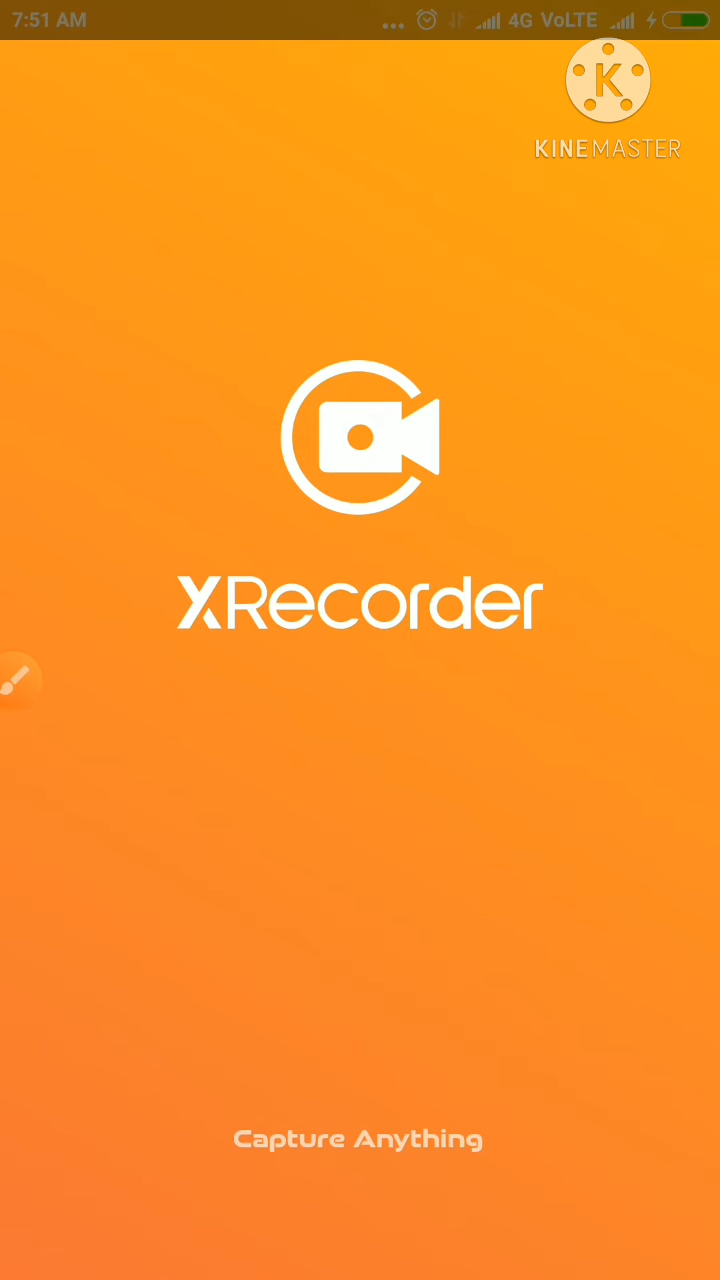 7:51 AM ... 4G VoLTE
K
KINEMASTER
XRecorder
Capture Anything